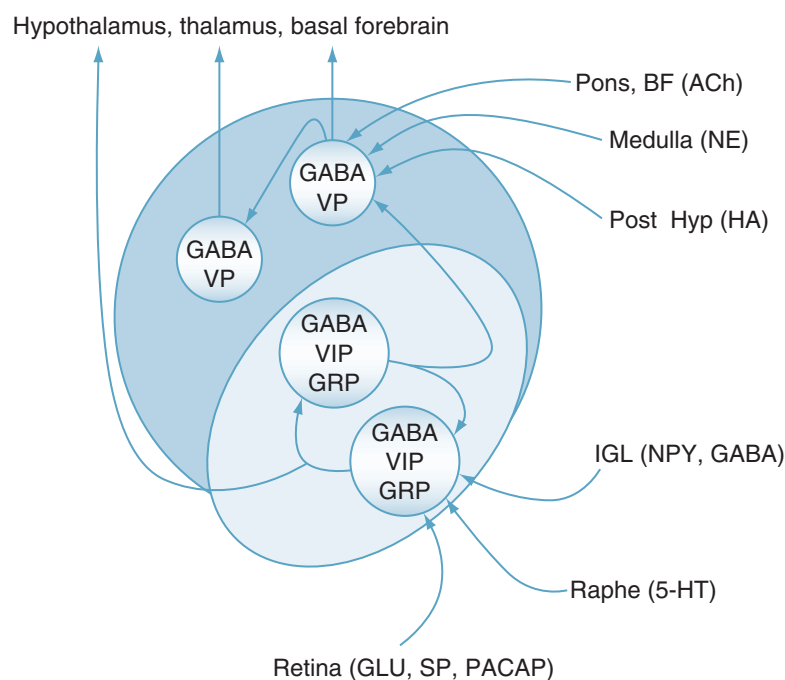 Hypothalamus, thalamus, basal forebrain
Pons, BF (ACh)
Medulla (NE)
GABA
VP
Post Hyp (HA)
GABA
VP
GABA
VIP
GRP
GABA
VIP
GRP
IGL (NPY, GABA)
Raphe (5-HT)
Retina (GLU, SP, PACAP)